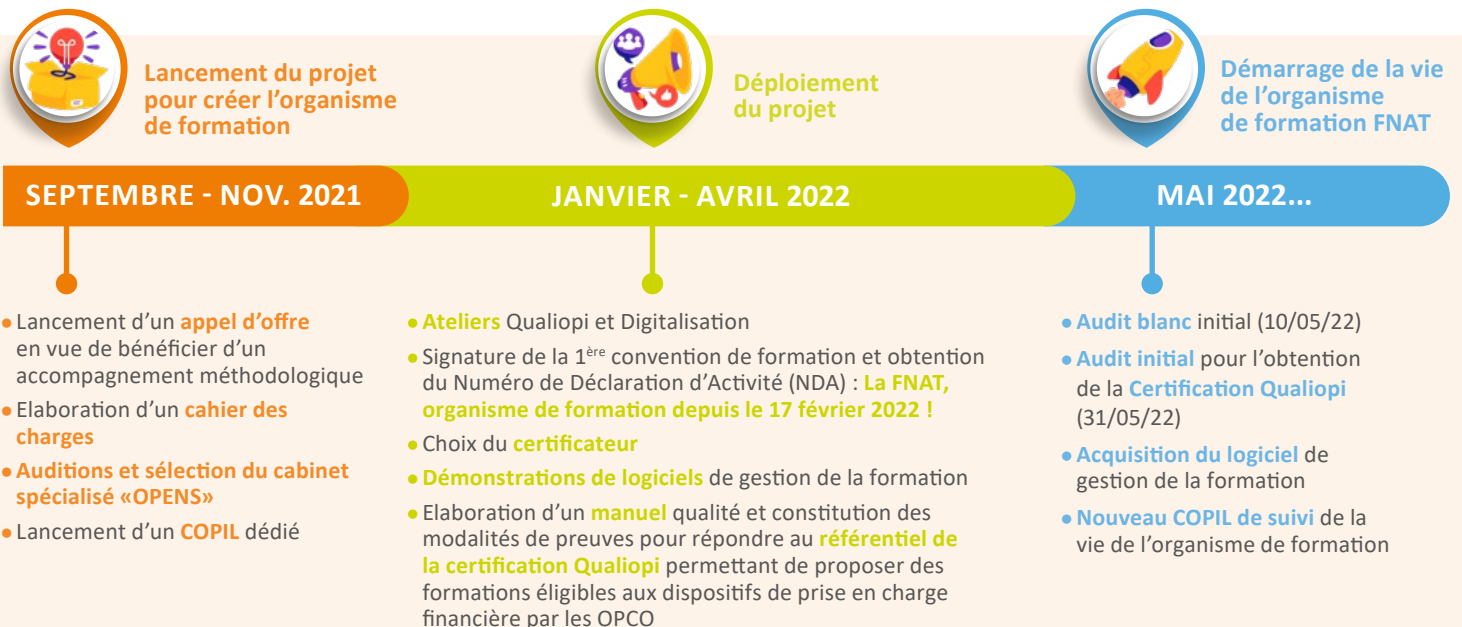 Lancement du projet
pour créer l'organisme
de formation
Déploiement
du projet
Démarrage de la vie
de l'organisme
de formation FNAT
SEPTEMBRE - NOV. 2021
JANVIER - AVRIL 2022
MAI 2022...
• Lancement d'un appel d'offre
en vue de bénéficier d'un
accompagnement méthodologique
• Elaboration d'un cahier des
charges
• Auditions et sélection du cabinet
spécialisé «OPENS»
• Lancement d'un COPIL dédié
• Ateliers Qualiopi et Digitalisation
• Signature de la 1ère convention de formation et obtention
du Numéro de Déclaration d'Activité (NDA) : La FNAT,
organisme de formation depuis le 17 février 2022 !
• Choix du certificateur
• Démonstrations de logiciels de gestion de la formation
• Elaboration d'un manuel qualité et constitution des
modalités de preuves pour répondre au référentiel de
la certification Qualiopi permettant de proposer des
formations éligibles aux dispositifs de prise en charge
financière par les OPCO
• Audit blanc initial (10/05/22)
• Audit initial pour l'obtention
de la Certification Qualiopi
(31/05/22)
• Acquisition du logiciel de
gestion de la formation
• Nouveau COPIL de suivi de la
vie de l'organisme de formation